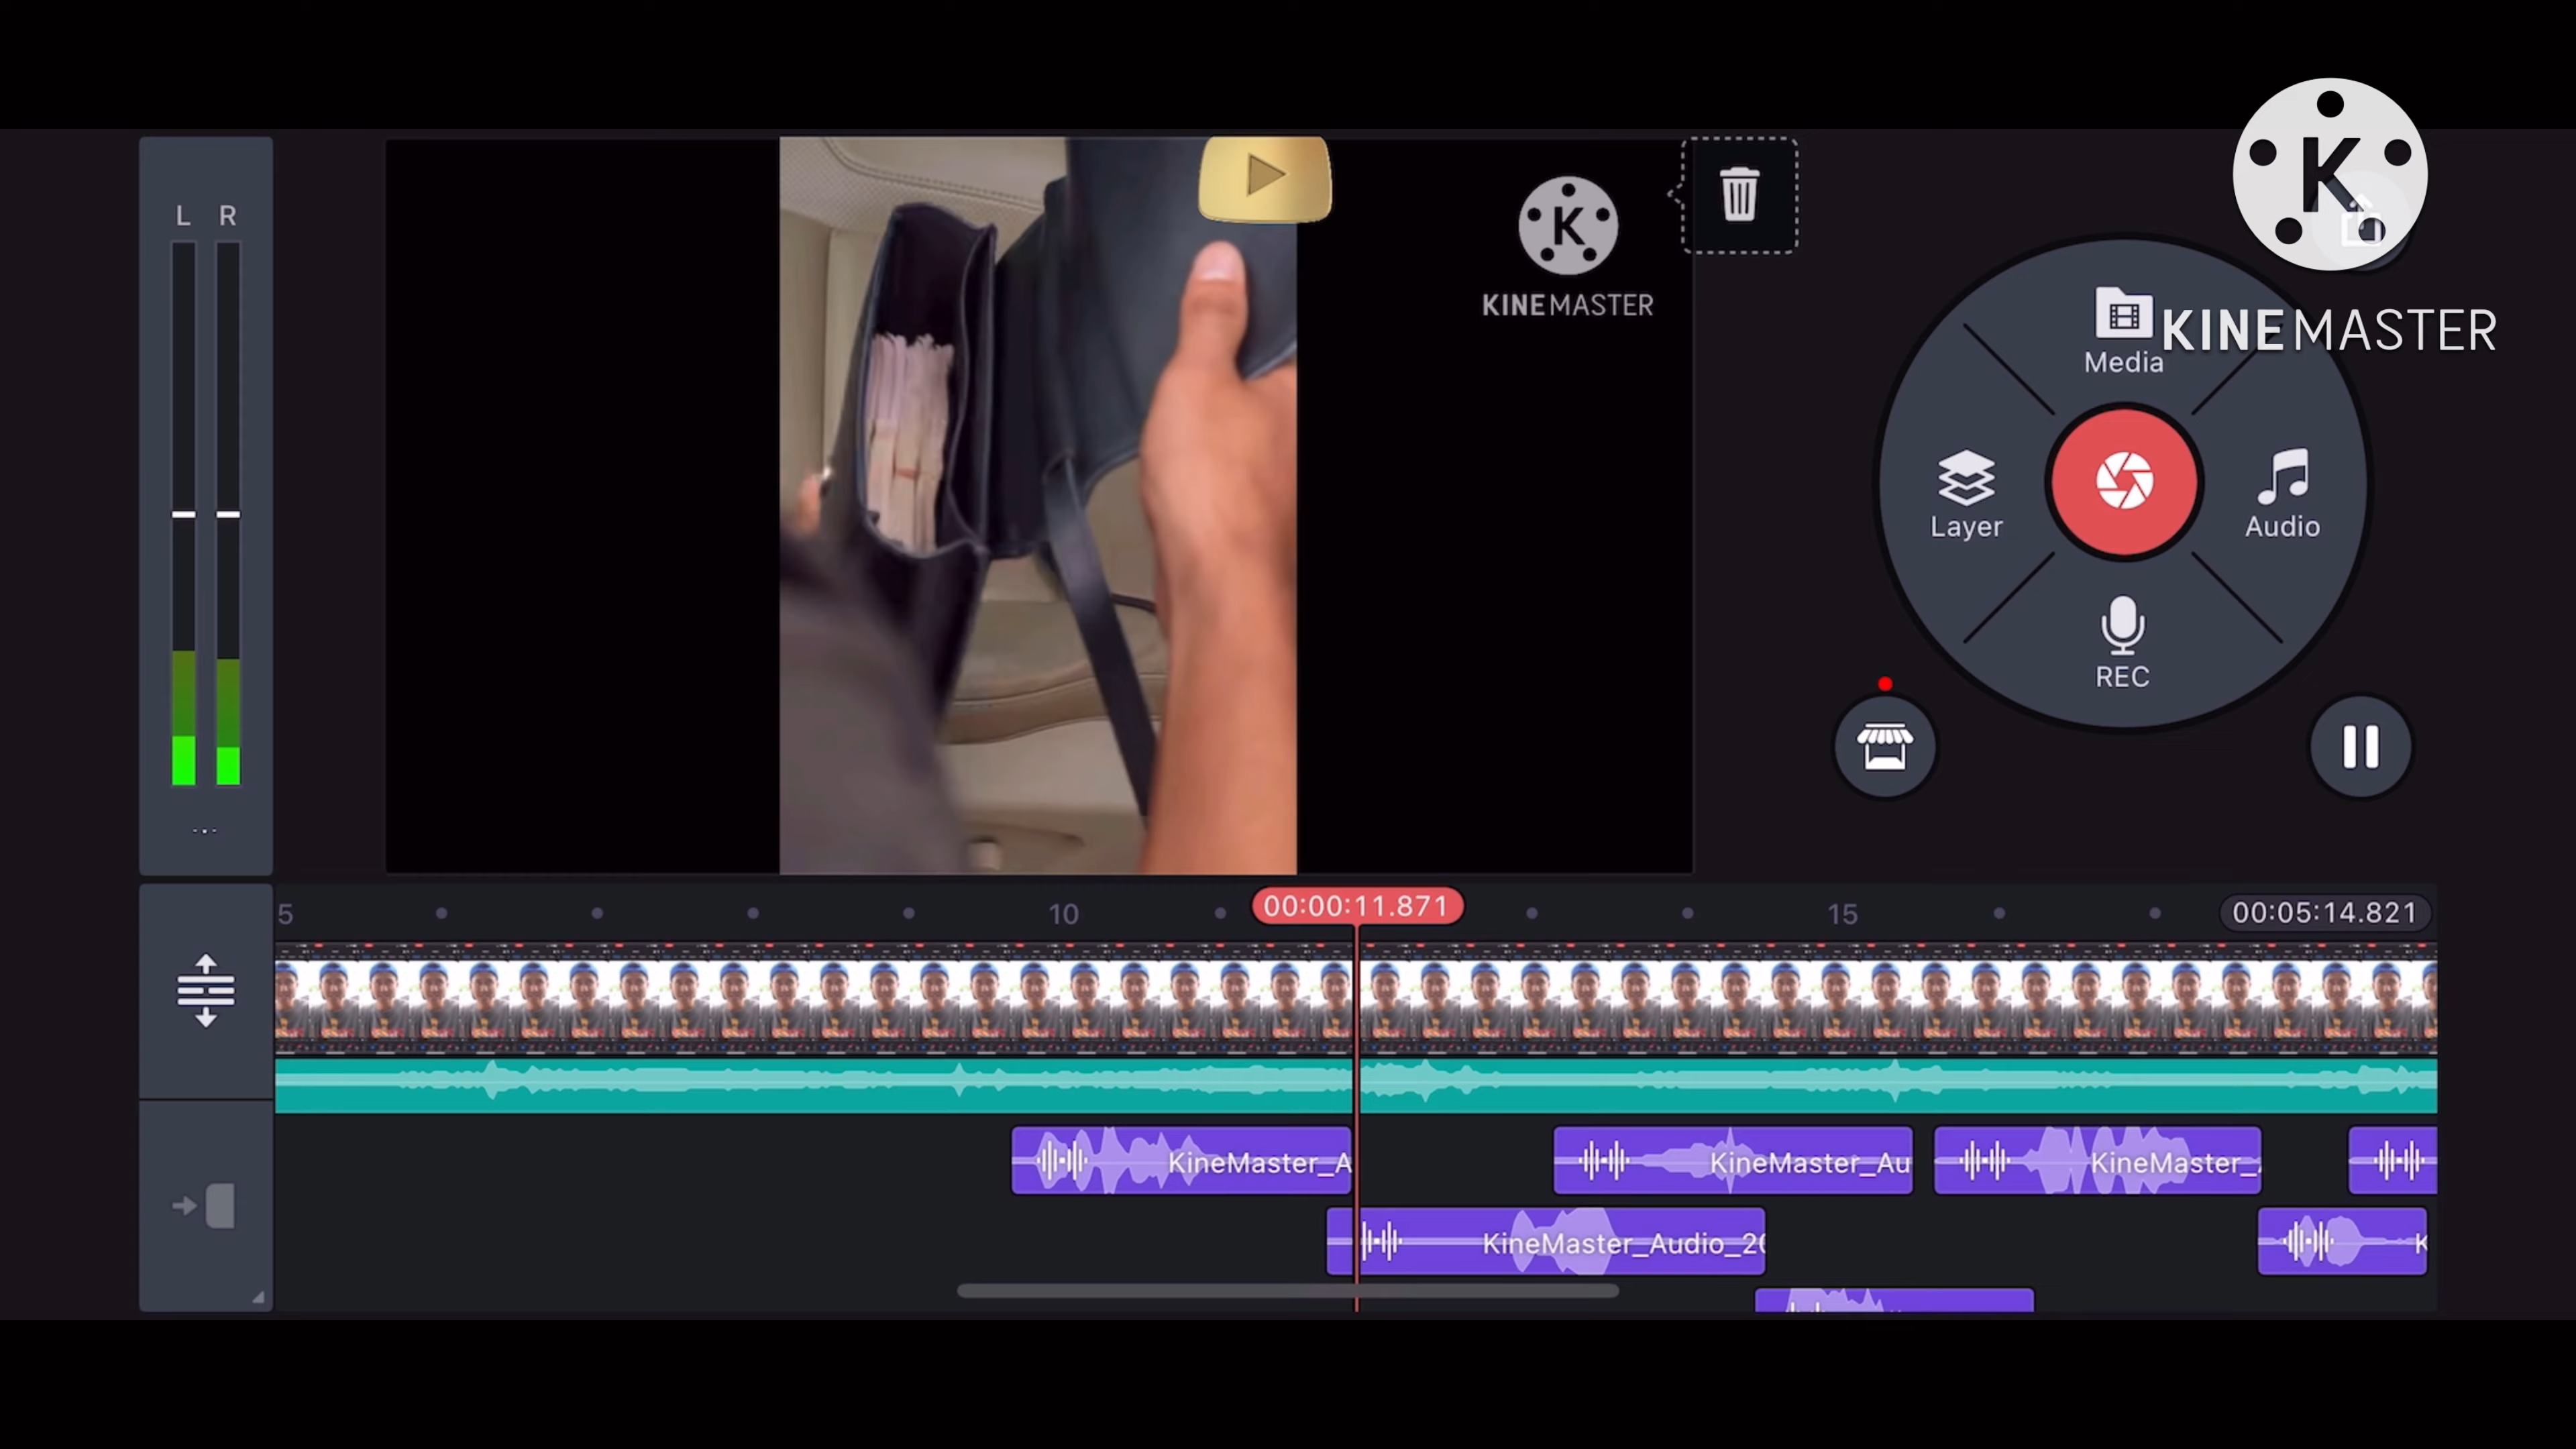 L R
KINEMASTER
K
K
KINEMASTER
Media
Layer
Audio
REC
5
10
00:00:11.871
15
00:05:14.821
KineMaster_A
KineMaster_Au
KineMaster_
KineMaster_Audio_20
K